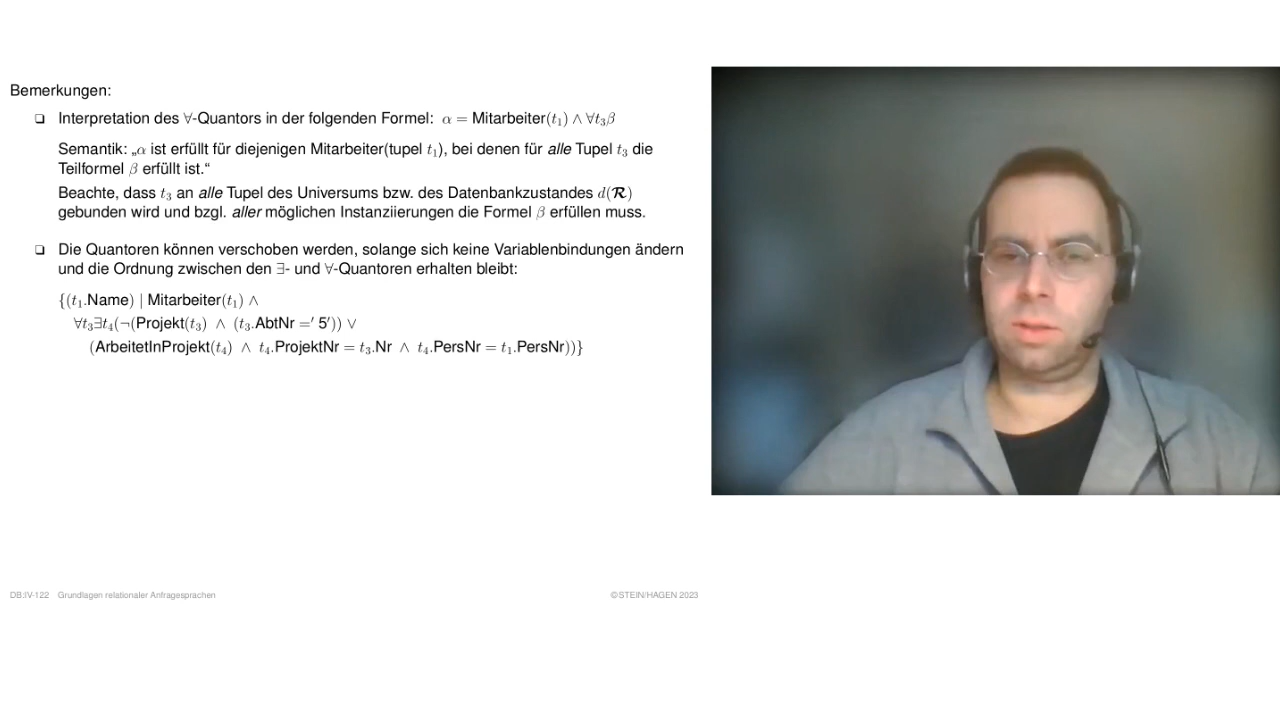 Bemerkungen:
❑ Interpretation des ∀-Quantors in der folgenden Formel: α = Mitarbeiter(t₁) ∧ ∀t₃β
Semantik: „α ist erfüllt für diejenigen Mitarbeiter(tupel t₁), bei denen für alle Tupel t₃ die
Teilformel β erfüllt ist.“
Beachte, dass t₃ an alle Tupel des Universums bzw. des Datenbankzustandes d(𝓡)
gebunden wird und bzgl. aller möglichen Instanziierungen die Formel β erfüllen muss.
❑ Die Quantoren können verschoben werden, solange sich keine Variablenbindungen ändern
und die Ordnung zwischen den ∃- und ∀-Quantoren erhalten bleibt:
{(t₁.Name) | Mitarbeiter(t₁) ∧
∀t₃∃t₄(¬(Projekt(t₃) ∧ (t₃.AbtNr =′ 5′)) ∨
(ArbeitetInProjekt(t₄) ∧ t₄.ProjektNr = t₃.Nr ∧ t₄.PersNr = t₁.PersNr))}
DB:IV-122 Grundlagen relationaler Anfragesprachen ©STEIN/HAGEN 2023